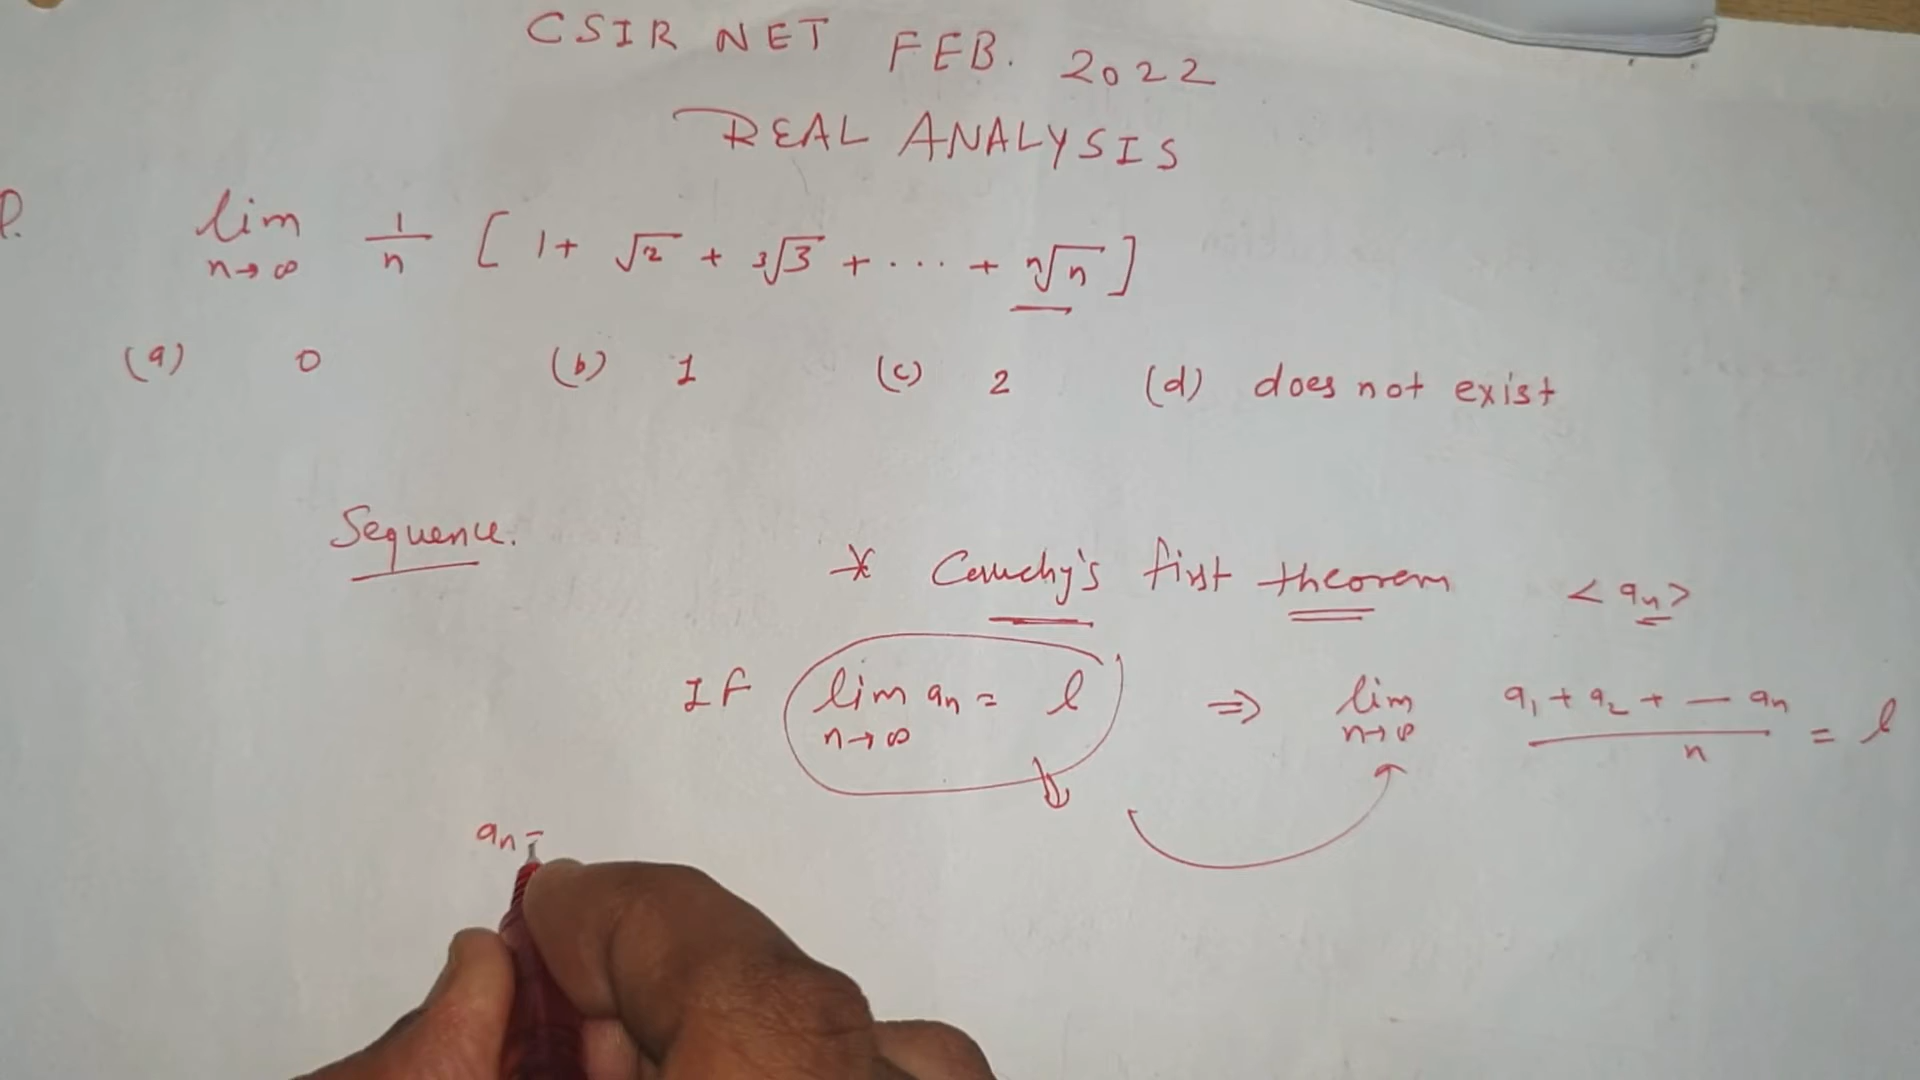 CSIR NET FEB. 2022
REAL ANALYSIS
P. lim n→∞ 1/n [ 1 + √2 + ³√3 + ··· + ⁿ√n ]
(a) 0 (b) 1 (c) 2 (d) does not exist
Sequence.
* Cauchy's first theorem <aₙ>
If lim n→∞ aₙ = l ⇒ lim n→∞ (a₁ + a₂ + — aₙ)/n = l
aₙ =